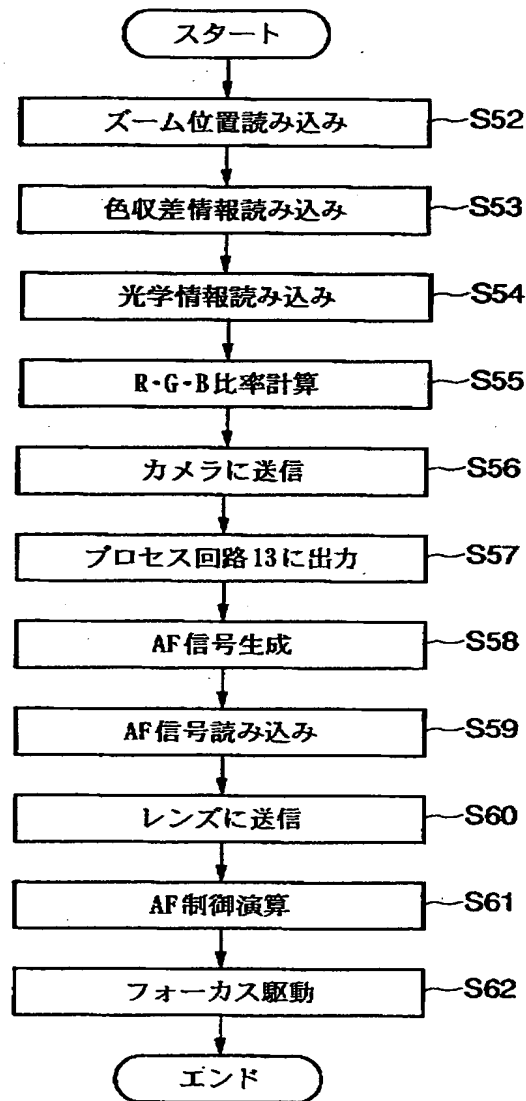 スタート
ズーム位置読み込み S52
色収差情報読み込み S53
光学情報読み込み S54
R・G・B比率計算 S55
カメラに送信 S56
プロセス回路13に出力 S57
AF信号生成 S58
AF信号読み込み S59
レンズに送信 S60
AF制御演算 S61
フォーカス駆動 S62
エンド